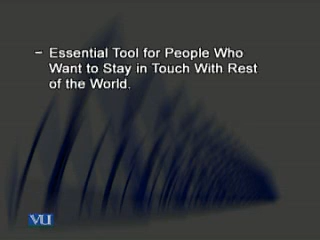 – Essential Tool for People Who
Want to Stay in Touch With Rest
of the World.
VU